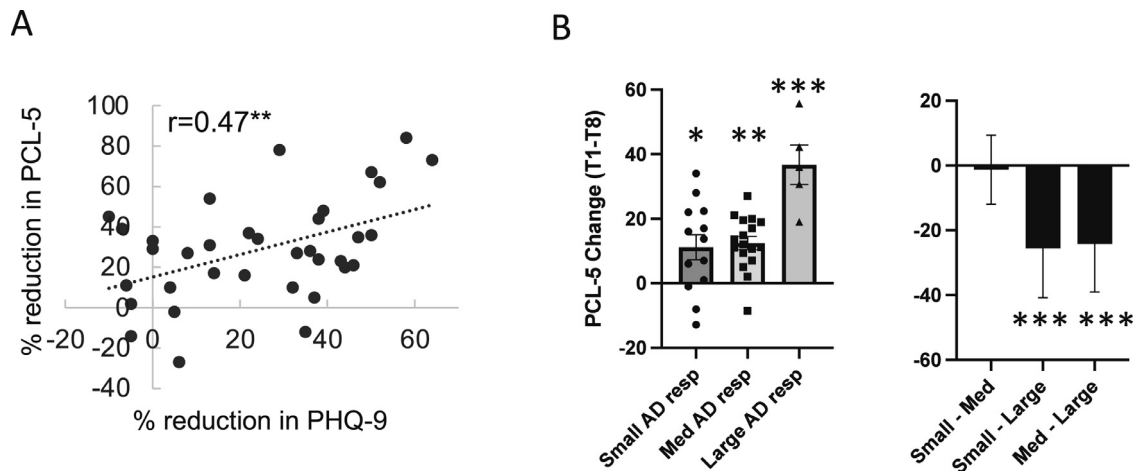 A
B
r=0.47**
% reduction in PCL-5
100
80
60
40
20
0
-20
-40
-20
0
20
40
60
% reduction in PHQ-9
PCL-5 Change (T1-T8)
60
40
20
0
-20
*
**
***
Small AD resp
Med AD resp
Large AD resp
20
0
-20
-40
-60
***
***
Small - Med
Small - Large
Med - Large